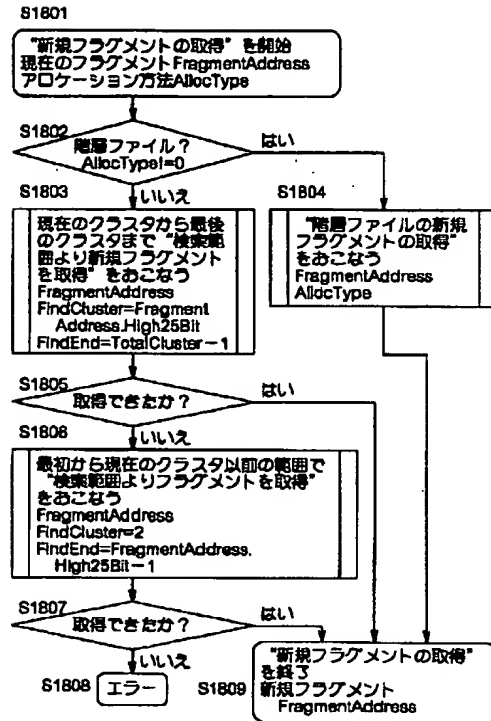 S1801
"新規フラグメントの取得" を開始
現在のフラグメントFragmentAddress
アロケーション方法AllocType
S1802
階層ファイル?
AllocType!=0
はい
いいえ
S1803
現在のクラスタから最後
のクラスタまで "検索範
囲より新規フラグメント
を取得" をおこなう
FragmentAddress
FindCluster=Fragment
Address.High25Bit
FindEnd=TotalCluster-1
S1804
"階層ファイルの新規
フラグメントの取得"
をおこなう
FragmentAddress
AllocType
S1805
取得できたか?
はい
いいえ
S1806
最初から現在のクラスタ以前の範囲で
"検索範囲よりフラグメントを取得"
をおこなう
FragmentAddress
FindCluster=2
FindEnd=FragmentAddress.
High25Bit-1
S1807
取得できたか?
はい
いいえ
S1808
エラー
S1809
"新規フラグメントの取得"
を終了
新規フラグメント
FragmentAddress